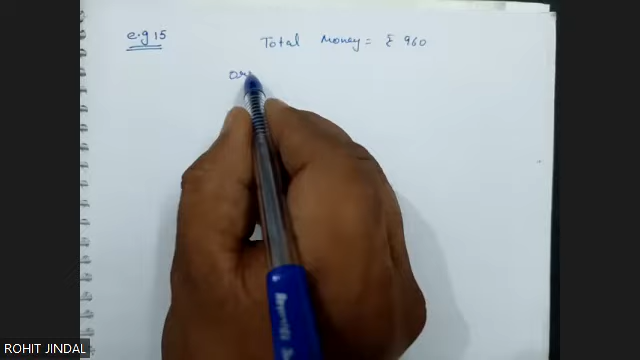 e.g 15
Total Money = ₹ 960
ROHIT JINDAL